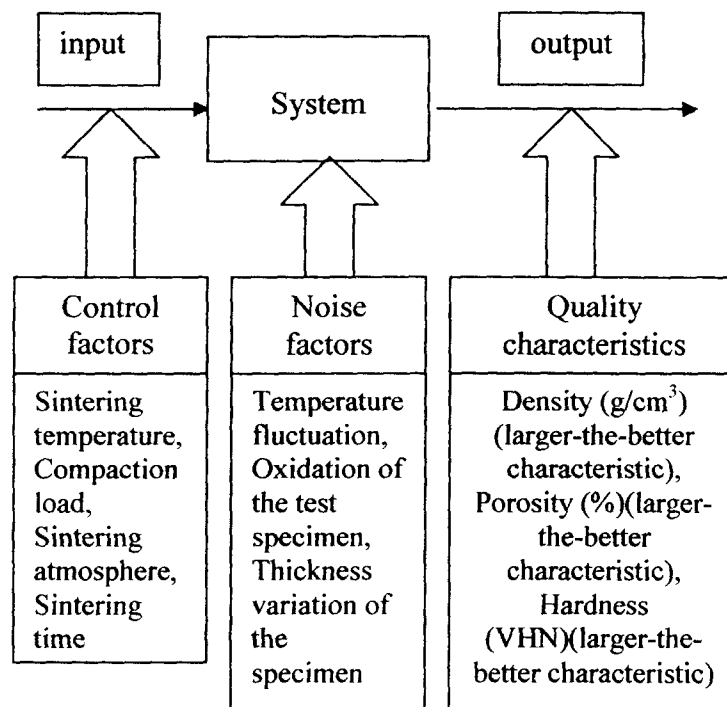 input
System
output
Control
factors
Sintering
temperature,
Compaction
load,
Sintering
atmosphere,
Sintering
time
Noise
factors
Temperature
fluctuation,
Oxidation of
the test
specimen,
Thickness
variation of
the
specimen
Quality
characteristics
Density (g/cm³)
(larger-the-better
characteristic),
Porosity (%)(larger-
the-better
characteristic),
Hardness
(VHN)(larger-the-
better characteristic)